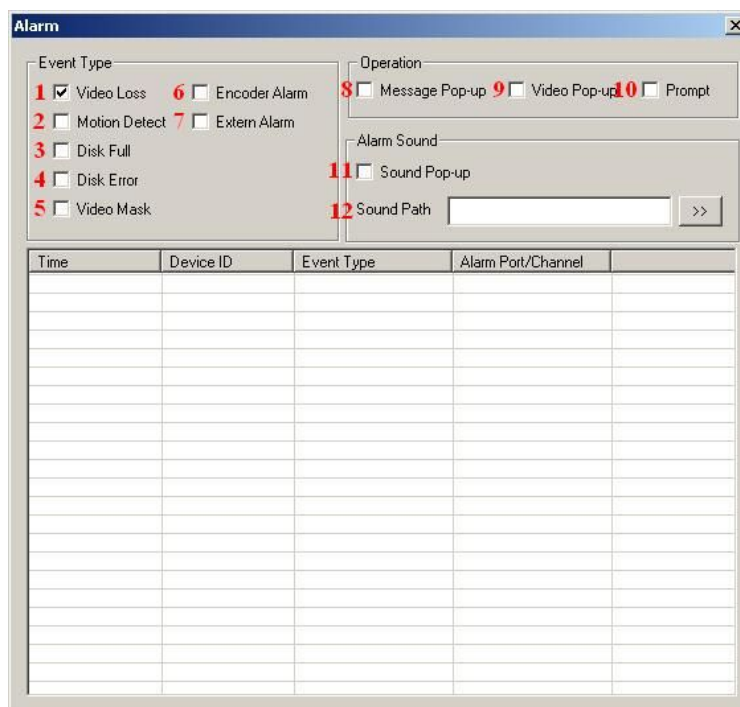 Alarm
Event Type
1 Video Loss 6 Encoder Alarm
2 Motion Detect 7 Extern Alarm
3 Disk Full
4 Disk Error
5 Video Mask
Operation
8 Message Pop-up 9 Video Pop-up 10 Prompt
Alarm Sound
11 Sound Pop-up
12 Sound Path >>
Time Device ID Event Type Alarm Port/Channel